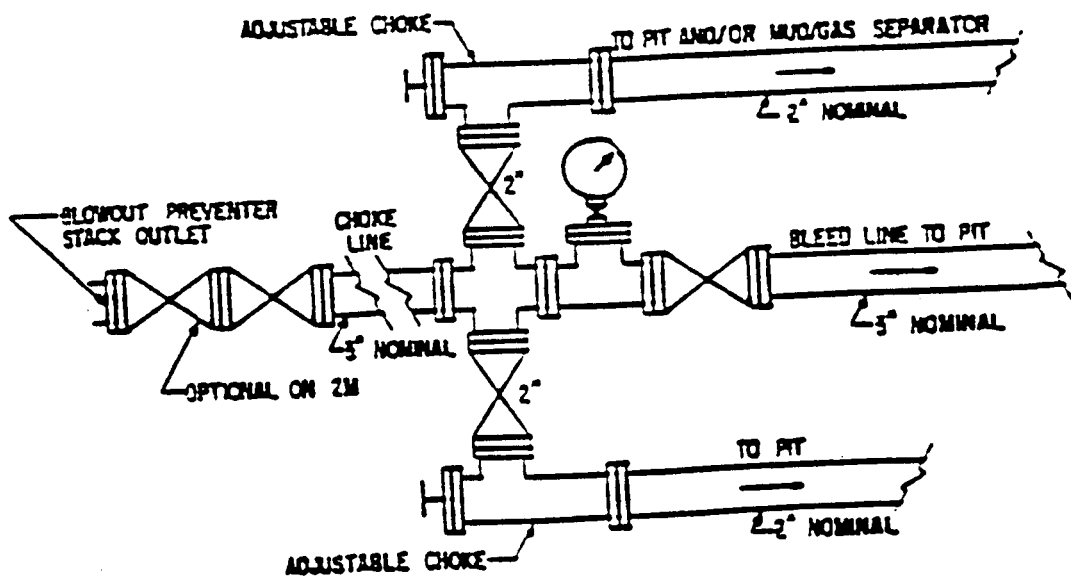 ADJUSTABLE CHOKE
TO PIT AND/OR MUD/GAS SEPARATOR
2" NOMINAL
2"
BLOWOUT PREVENTER
STACK OUTLET
CHOKE
LINE
BLEED LINE TO PIT
3" NOMINAL
3" NOMINAL
OPTIONAL ON 2M
2"
TO PIT
2" NOMINAL
ADJUSTABLE CHOKE